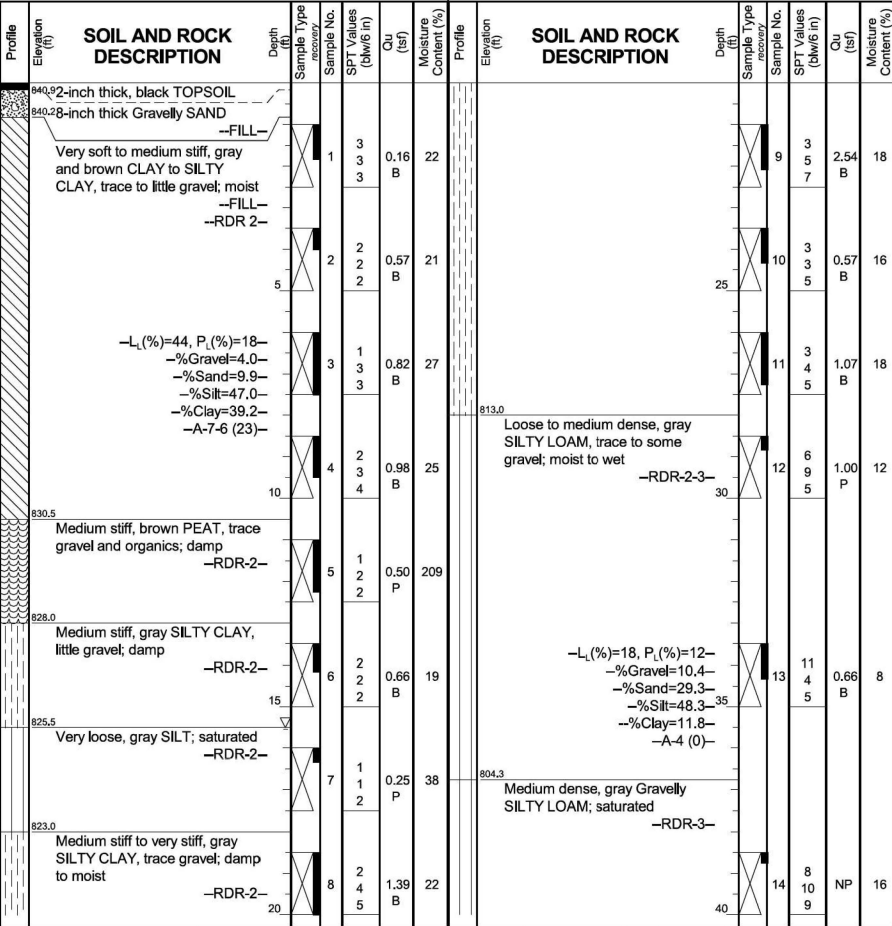 Profile
Elevation (ft)
SOIL AND ROCK DESCRIPTION
Depth (ft)
Sample Type
recovery
Sample No.
SPT Values (blw/6 in)
Qu (tsf)
Moisture Content (%)
840.9 2-inch thick, black TOPSOIL
840.2 8-inch thick Gravelly SAND
--FILL--
Very soft to medium stiff, gray
and brown CLAY to SILTY
CLAY, trace to little gravel; moist
--FILL--
--RDR 2--
1 3 3 3 0.16 B 22
2 2 2 2 0.57 B 21
5
--LL(%)=44, PL(%)=18--
--%Gravel=4.0--
--%Sand=9.9--
--%Silt=47.0--
--%Clay=39.2--
--A-7-6 (23)--
3 1 3 3 0.82 B 27
4 2 3 4 0.98 B 25
10
830.5
Medium stiff, brown PEAT, trace
gravel and organics; damp
--RDR-2--
5 1 2 2 0.50 P 209
828.0
Medium stiff, gray SILTY CLAY,
little gravel; damp
--RDR-2--
6 2 2 2 0.66 B 19
15
825.5
Very loose, gray SILT; saturated
--RDR-2--
7 1 1 2 0.25 P 38
823.0
Medium stiff to very stiff, gray
SILTY CLAY, trace gravel; damp
to moist
--RDR-2--
8 2 4 5 1.39 B 22
20
Profile
Elevation (ft)
SOIL AND ROCK DESCRIPTION
Depth (ft)
Sample Type
recovery
Sample No.
SPT Values (blw/6 in)
Qu (tsf)
Moisture Content (%)
9 3 5 7 2.54 B 18
10 3 3 5 0.57 B 16
25
11 3 4 5 1.07 B 18
813.0
Loose to medium dense, gray
SILTY LOAM, trace to some
gravel; moist to wet
--RDR-2-3--
12 6 9 5 1.00 P 12
30
--LL(%)=18, PL(%)=12--
--%Gravel=10.4--
--%Sand=29.3--
--%Silt=48.3--
--%Clay=11.8--
--A-4 (0)--
13 11 4 5 0.66 B 8
35
804.3
Medium dense, gray Gravelly
SILTY LOAM; saturated
--RDR-3--
14 8 10 9 NP 16
40